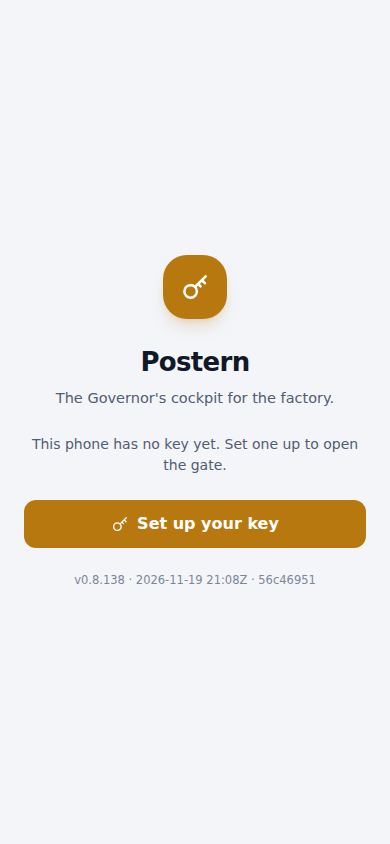 Postern
The Governor's cockpit for the factory.
This phone has no key yet. Set one up to open
the gate.
Set up your key
v0.8.138 · 2026-11-19 21:08Z · 56c46951